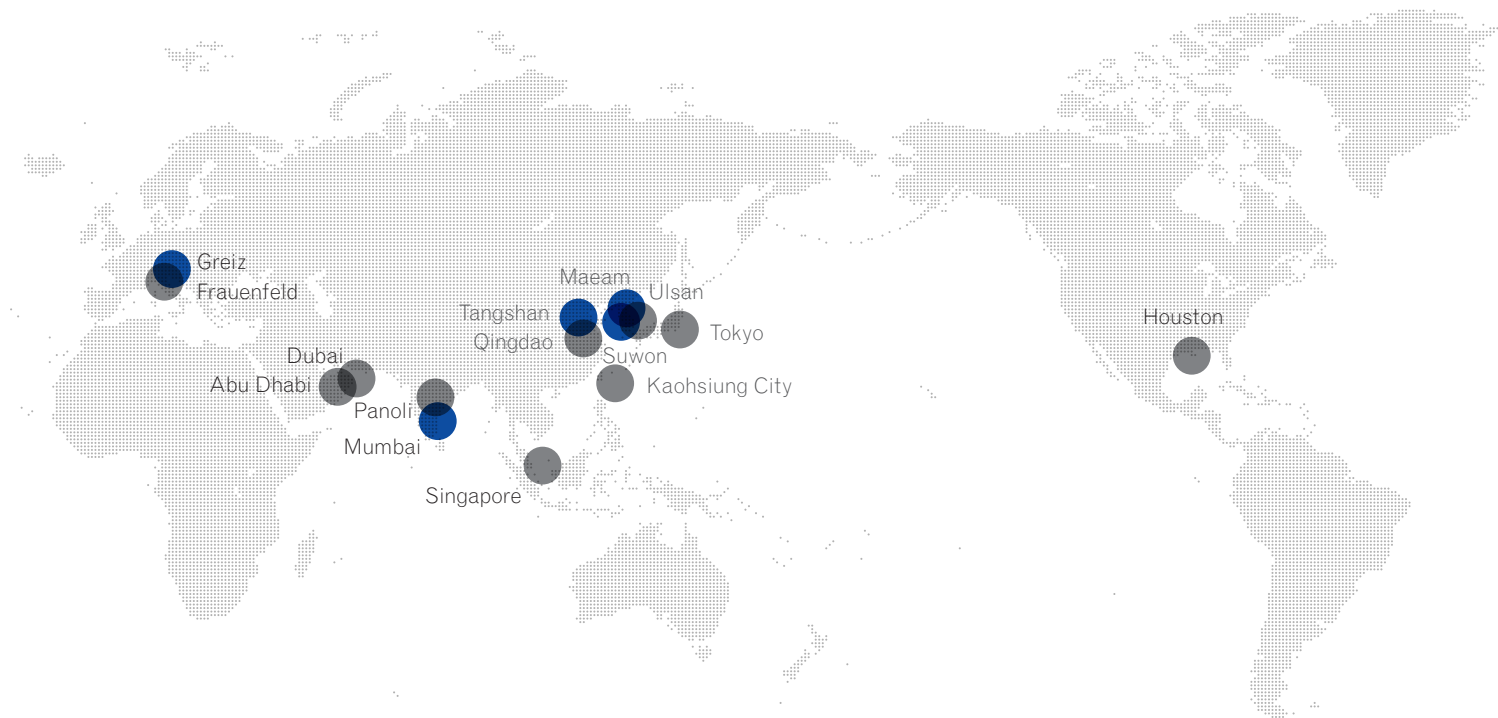 Greiz
Frauenfeld
Maeam
Ulsan
Tangshan
Qingdao
Suwon
Tokyo
Houston
Dubai
Abu Dhabi
Kaohsiung City
Panoli
Mumbai
Singapore